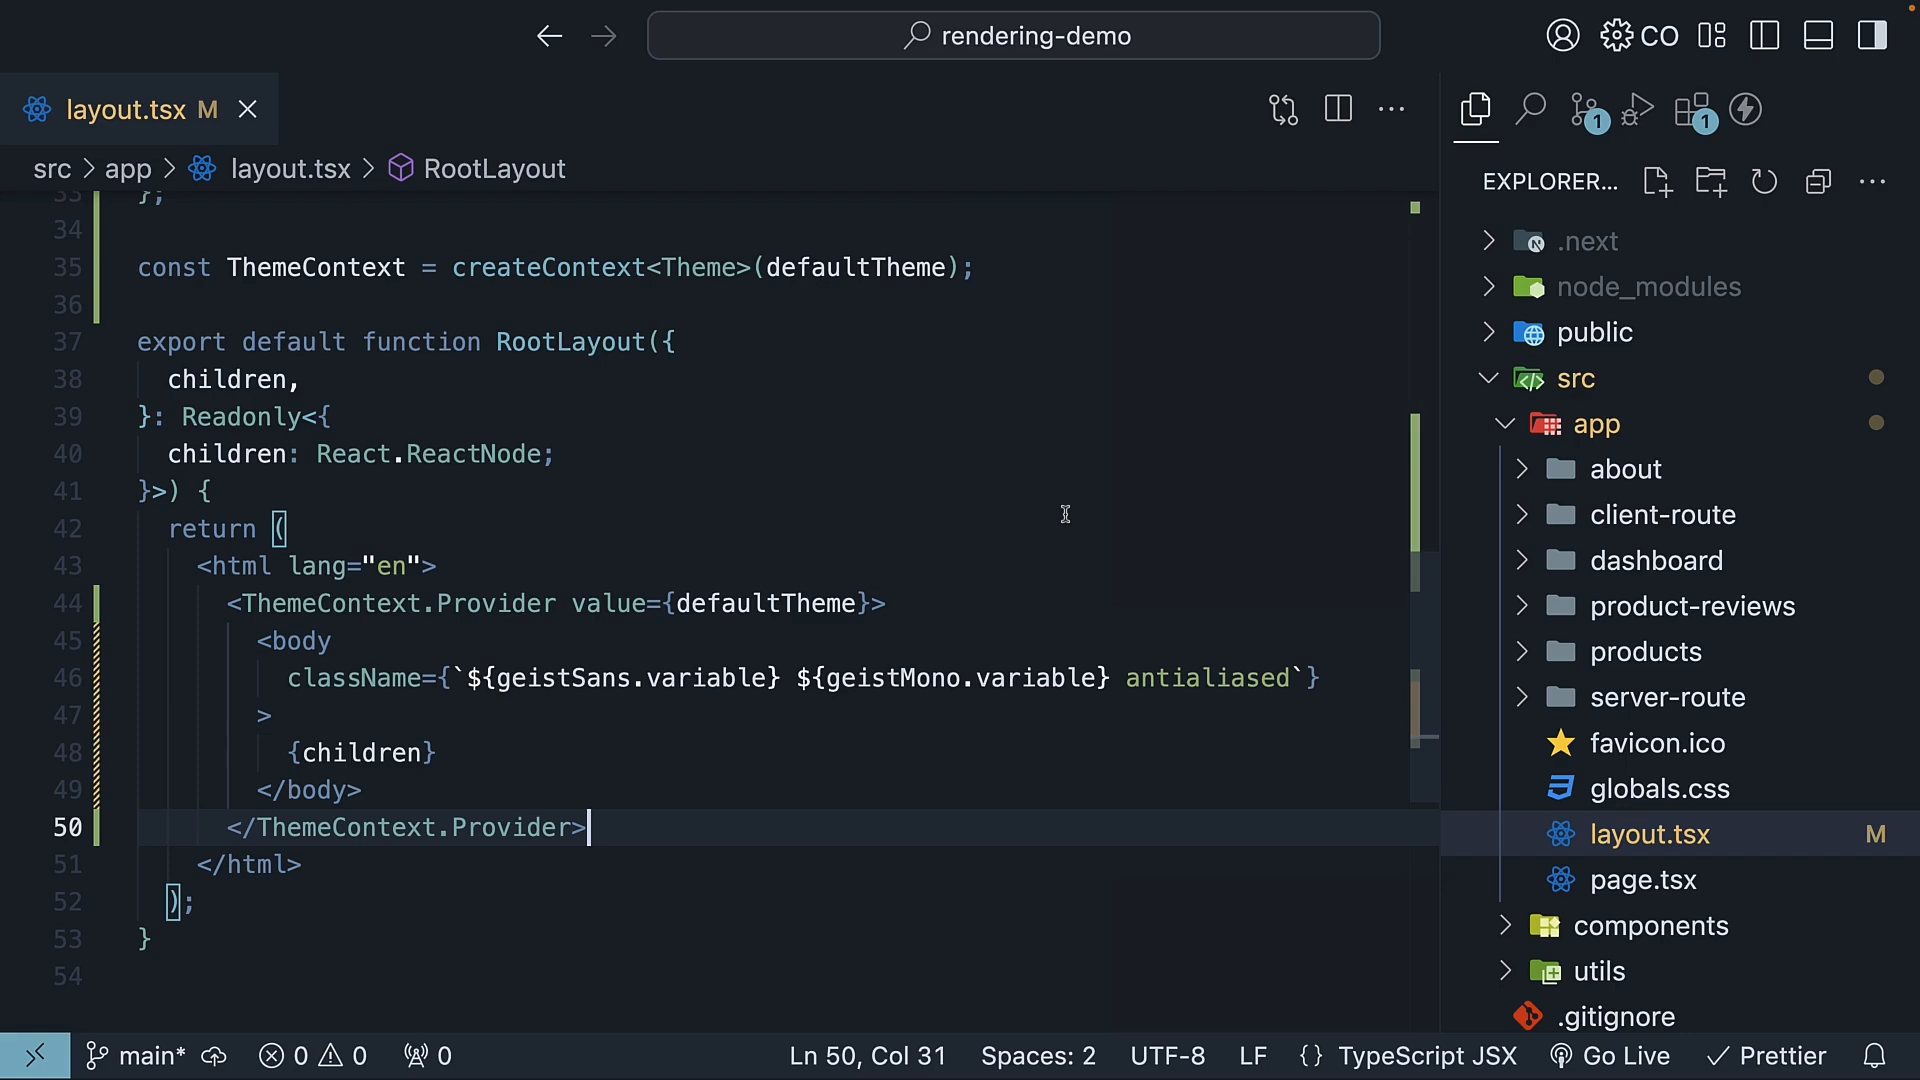 rendering-demo
CO
layout.tsx M
src > app > layout.tsx > RootLayout
EXPLORER...
33 };
34
35 const ThemeContext = createContext<Theme>(defaultTheme);
36
37 export default function RootLayout({
38 children,
39 }: Readonly<{
40 children: React.ReactNode;
41 }>) {
42 return (
43 <html lang="en">
44 <ThemeContext.Provider value={defaultTheme}>
45 <body
46 className={`${geistSans.variable} ${geistMono.variable} antialiased`}
47 >
48 {children}
49 </body>
50 </ThemeContext.Provider>
51 </html>
52 );
53 }
54
1
1
.next
node_modules
public
src
app
about
client-route
dashboard
product-reviews
products
server-route
favicon.ico
globals.css
layout.tsx M
page.tsx
components
utils
.gitignore
main* 0 0 0 Ln 50, Col 31 Spaces: 2 UTF-8 LF {} TypeScript JSX Go Live Prettier